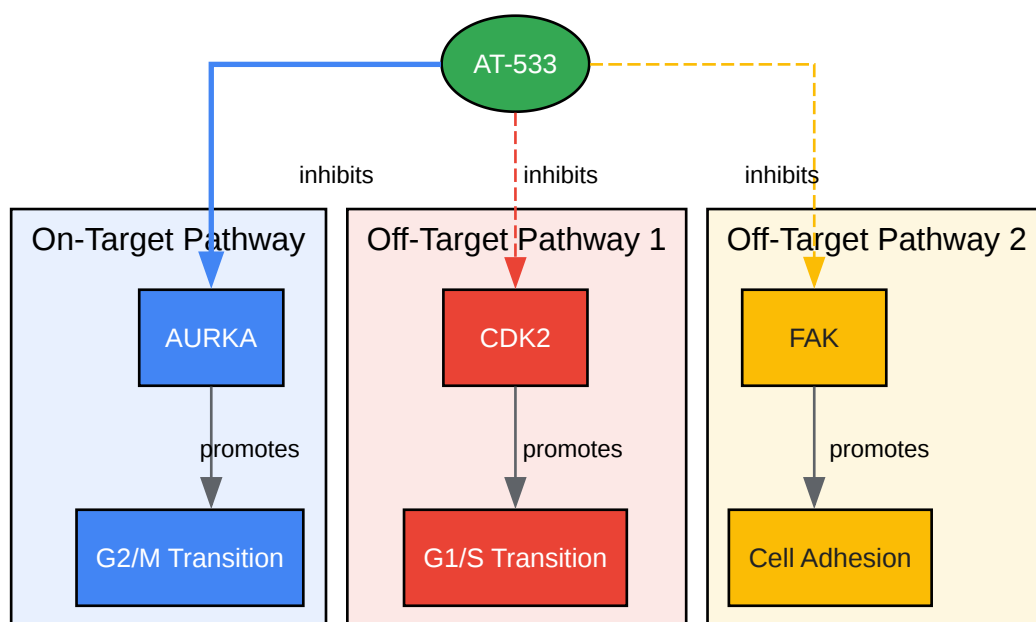 AT-533
inhibits
inhibits
inhibits
On-Target Pathway
Off-Target Pathway 1
Off-Target Pathway 2
AURKA
CDK2
FAK
promotes
promotes
promotes
G2/M Transition
G1/S Transition
Cell Adhesion